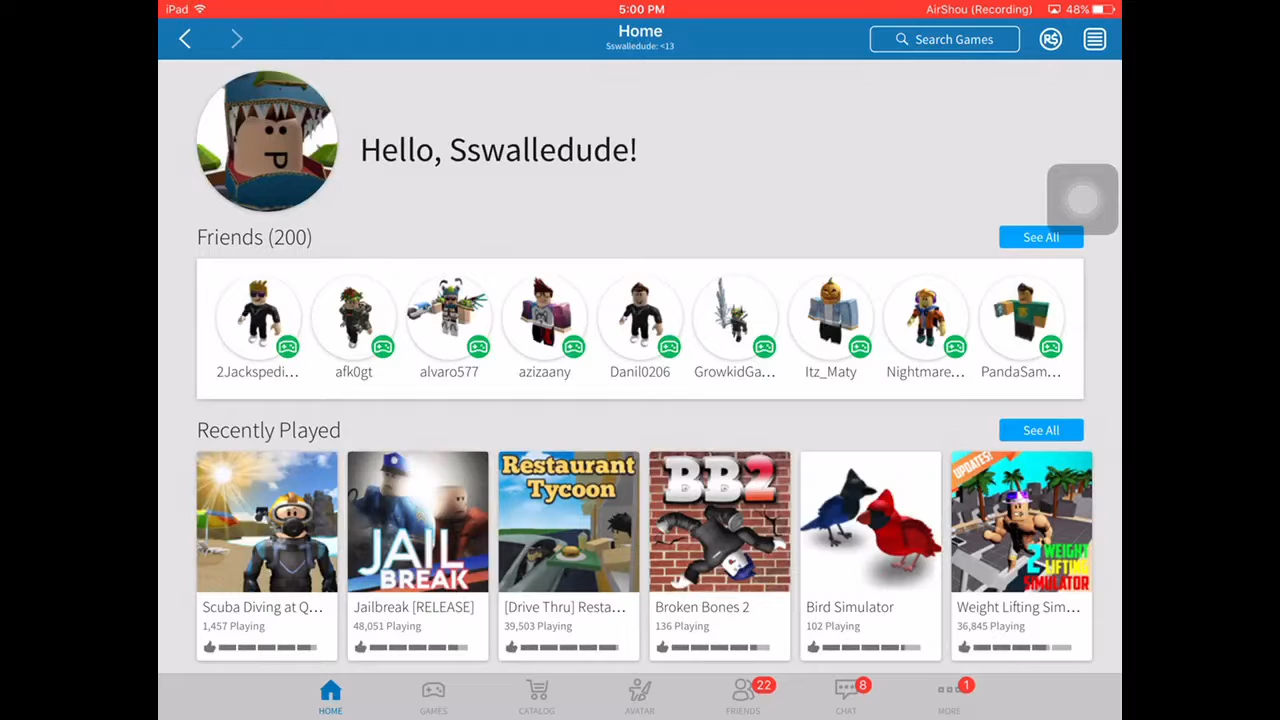 iPad 5:00 PM AirShou (Recording) 48%
Home
Sswalledude: <13
Search Games
R$
Hello, Sswalledude!
Friends (200)
See All
2Jackspedi... afk0gt alvaro577 azizaany Danil0206 GrowkidGa... Itz_Maty Nightmare... PandaSam...
Recently Played
See All
Restaurant
Tycoon
BB2
UPDATES!
JAIL
BREAK
2 WEIGHT
LIFTING
SIMULATOR
Scuba Diving at Q... Jailbreak [RELEASE] [Drive Thru] Resta... Broken Bones 2 Bird Simulator Weight Lifting Sim...
1,457 Playing 48,051 Playing 39,503 Playing 136 Playing 102 Playing 36,845 Playing
22 8 1
HOME GAMES CATALOG AVATAR FRIENDS CHAT MORE